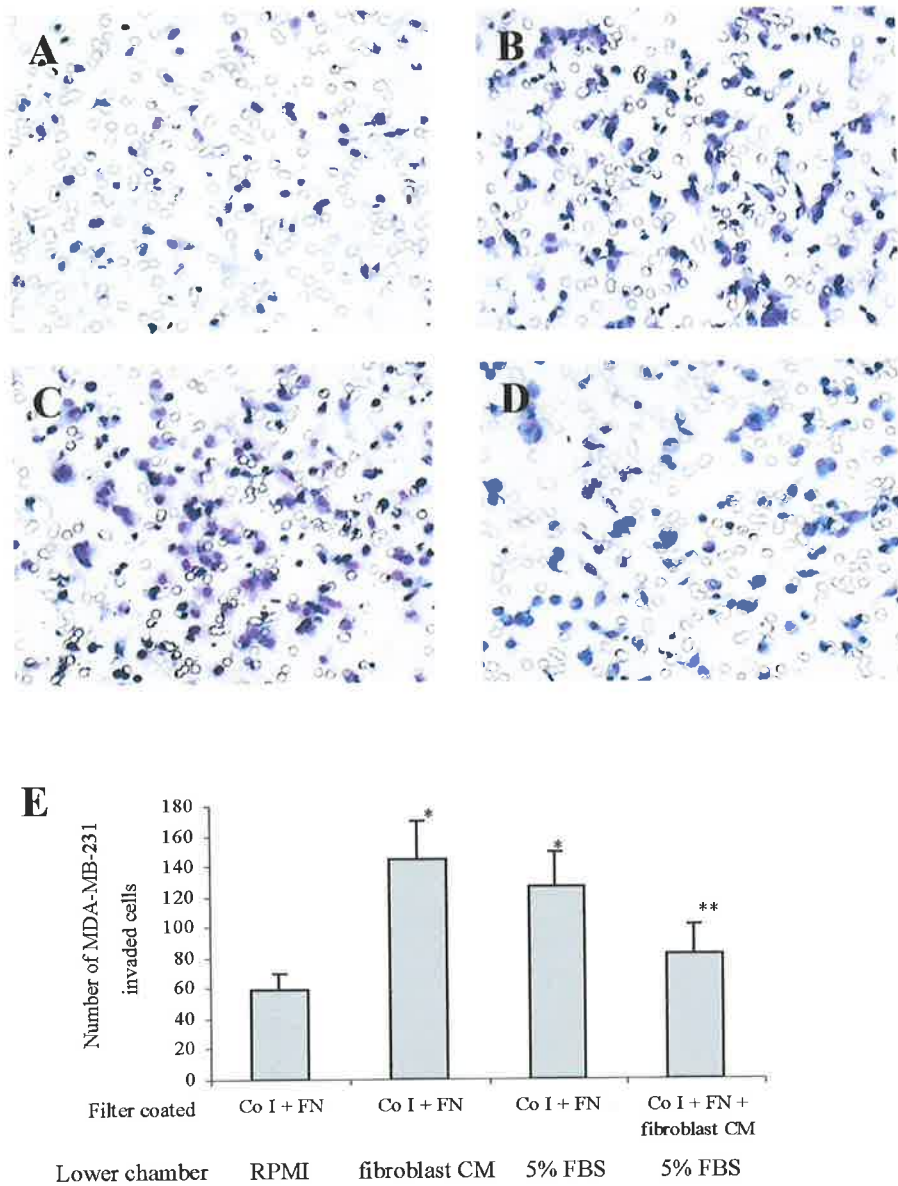 A
B
C
D
E
Number of MDA-MB-231
invaded cells
180
160
140
120
100
80
60
40
20
0
*
*
**
Filter coated
Co I + FN
Co I + FN
Co I + FN
Co I + FN +
fibroblast CM
Lower chamber
RPMI
fibroblast CM
5% FBS
5% FBS